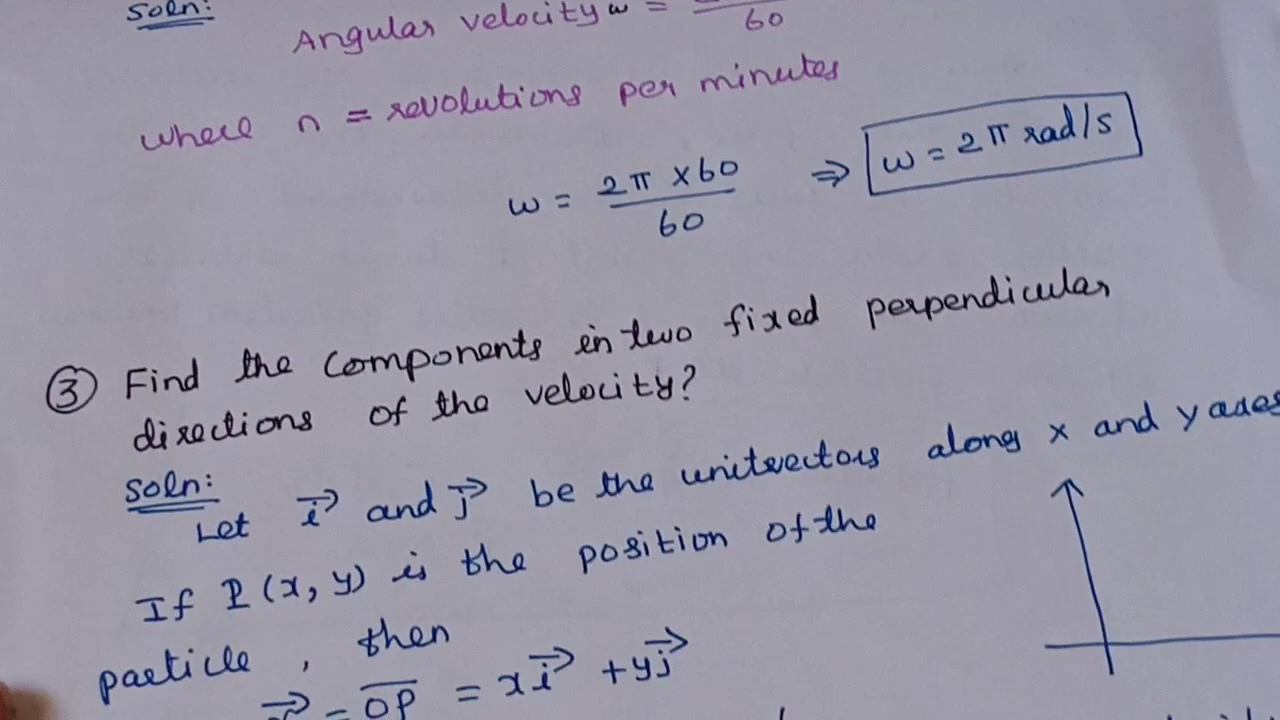 Soln:
Angular velocity ω =
60
where n = revolutions per minutes
ω = 2π × 60 / 60 ⇒ ω = 2π rad/s
③ Find the components in two fixed perpendicular
directions of the velocity?
Soln:
Let i⃗ and j⃗ be the unitvectors along x and y axes
If P(x, y) is the position of the
particle, then
= OP̅ = x i⃗ + y j⃗